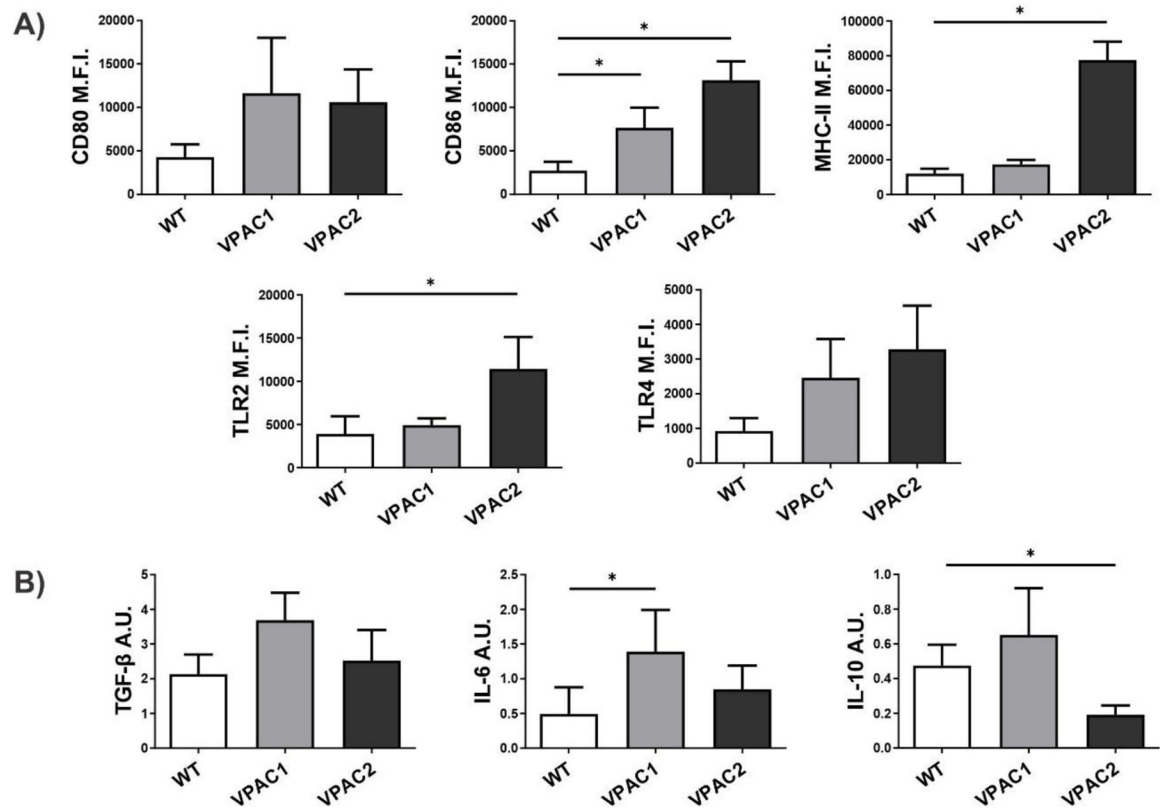 A)
CD80 M.F.I.
20000
15000
10000
5000
0
WT
VPAC1
VPAC2
CD86 M.F.I.
20000
15000
10000
5000
0
*
*
WT
VPAC1
VPAC2
MHC-II M.F.I.
100000
80000
60000
40000
20000
0
*
WT
VPAC1
VPAC2
TLR2 M.F.I.
20000
15000
10000
5000
0
*
WT
VPAC1
VPAC2
TLR4 M.F.I.
5000
4000
3000
2000
1000
0
WT
VPAC1
VPAC2
B)
TGF-β A.U.
5
4
3
2
1
0
WT
VPAC1
VPAC2
IL-6 A.U.
2.5
2.0
1.5
1.0
0.5
0.0
*
WT
VPAC1
VPAC2
IL-10 A.U.
1.0
0.8
0.6
0.4
0.2
0.0
*
WT
VPAC1
VPAC2